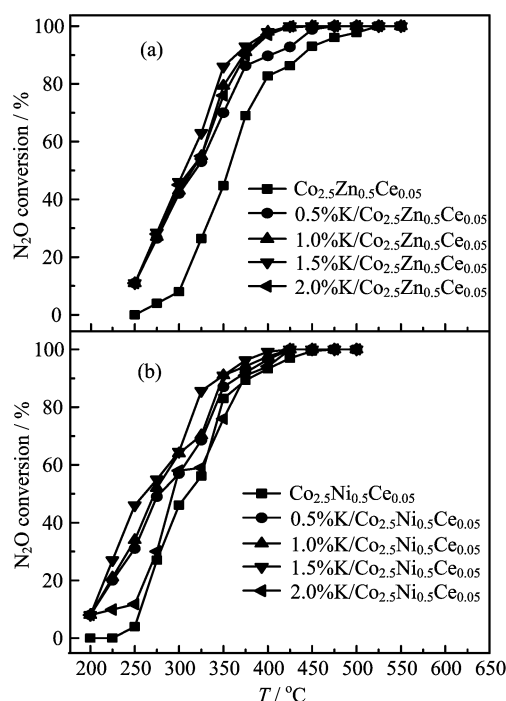 (a)
N₂O conversion / %
100
80
60
40
20
0
Co₂.₅Zn₀.₅Ce₀.₀₅
0.5%K/Co₂.₅Zn₀.₅Ce₀.₀₅
1.0%K/Co₂.₅Zn₀.₅Ce₀.₀₅
1.5%K/Co₂.₅Zn₀.₅Ce₀.₀₅
2.0%K/Co₂.₅Zn₀.₅Ce₀.₀₅
(b)
N₂O conversion / %
100
80
60
40
20
0
Co₂.₅Ni₀.₅Ce₀.₀₅
0.5%K/Co₂.₅Ni₀.₅Ce₀.₀₅
1.0%K/Co₂.₅Ni₀.₅Ce₀.₀₅
1.5%K/Co₂.₅Ni₀.₅Ce₀.₀₅
2.0%K/Co₂.₅Ni₀.₅Ce₀.₀₅
200 250 300 350 400 450 500 550 600 650
T / °C